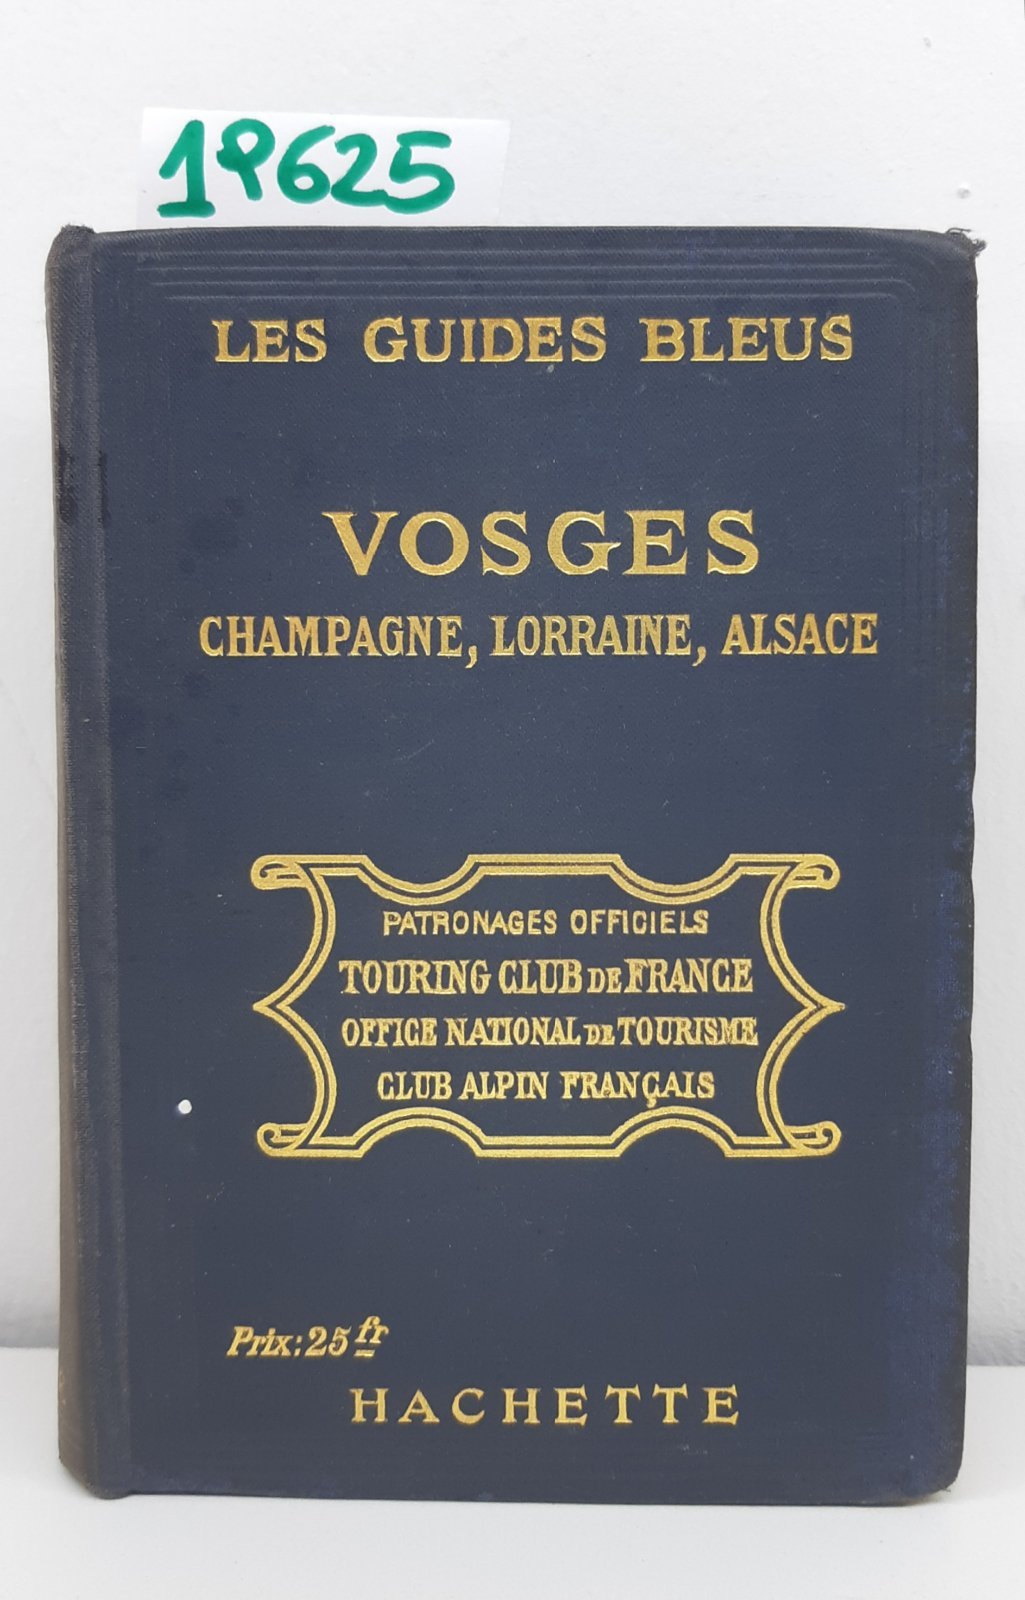 19625
LES GUIDES BLEUS
VOSGES
CHAMPAGNE, LORRAINE, ALSACE
PATRONAGES OFFICIELS
TOURING CLUB DE FRANCE
OFFICE NATIONAL DE TOURISME
CLUB ALPIN FRANÇAIS
Prix: 25 fr
HACHETTE